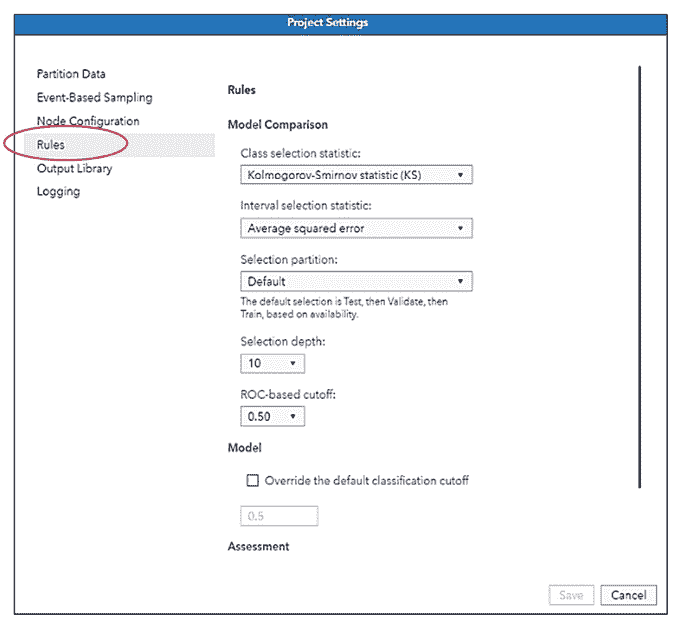 Project Settings
Partition Data
Event-Based Sampling
Node Configuration
Rules
Output Library
Logging
Rules
Model Comparison
Class selection statistic:
Kolmogorov-Smirnov statistic (KS)
Interval selection statistic:
Average squared error
Selection partition:
Default
The default selection is Test, then Validate, then
Train, based on availability.
Selection depth:
10
ROC-based cutoff:
0.50
Model
Override the default classification cutoff
0.5
Assessment
Save
Cancel